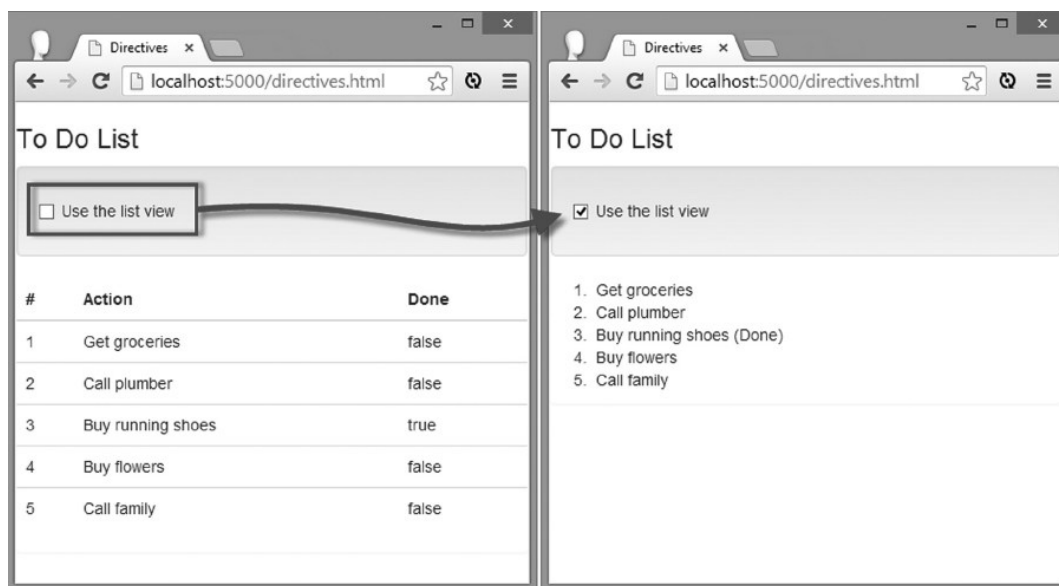 Directives ×
localhost:5000/directives.html
To Do List
Use the list view
# Action Done
1 Get groceries false
2 Call plumber false
3 Buy running shoes true
4 Buy flowers false
5 Call family false
Directives ×
localhost:5000/directives.html
To Do List
Use the list view
1. Get groceries
2. Call plumber
3. Buy running shoes (Done)
4. Buy flowers
5. Call family